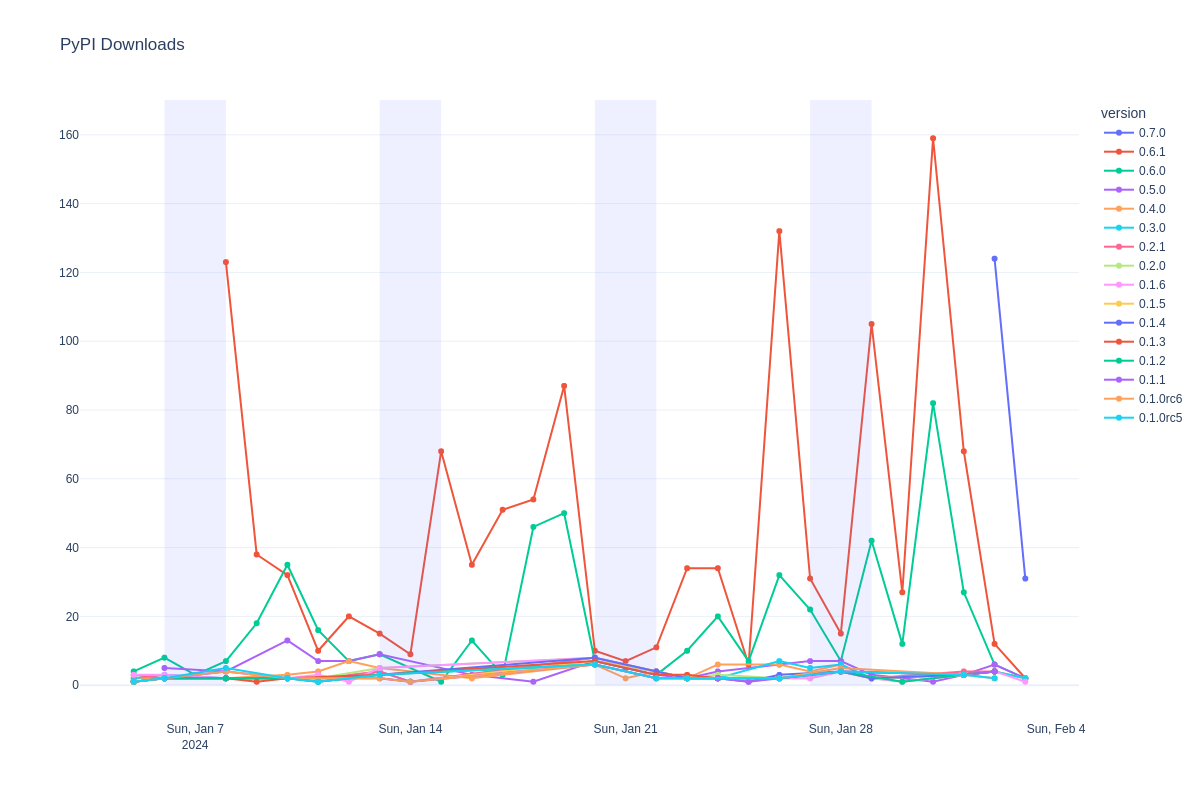 PyPI Downloads
160
140
120
100
80
60
40
20
0
Sun, Jan 7
2024
Sun, Jan 14
Sun, Jan 21
Sun, Jan 28
Sun, Feb 4
version
0.7.0
0.6.1
0.6.0
0.5.0
0.4.0
0.3.0
0.2.1
0.2.0
0.1.6
0.1.5
0.1.4
0.1.3
0.1.2
0.1.1
0.1.0rc6
0.1.0rc5